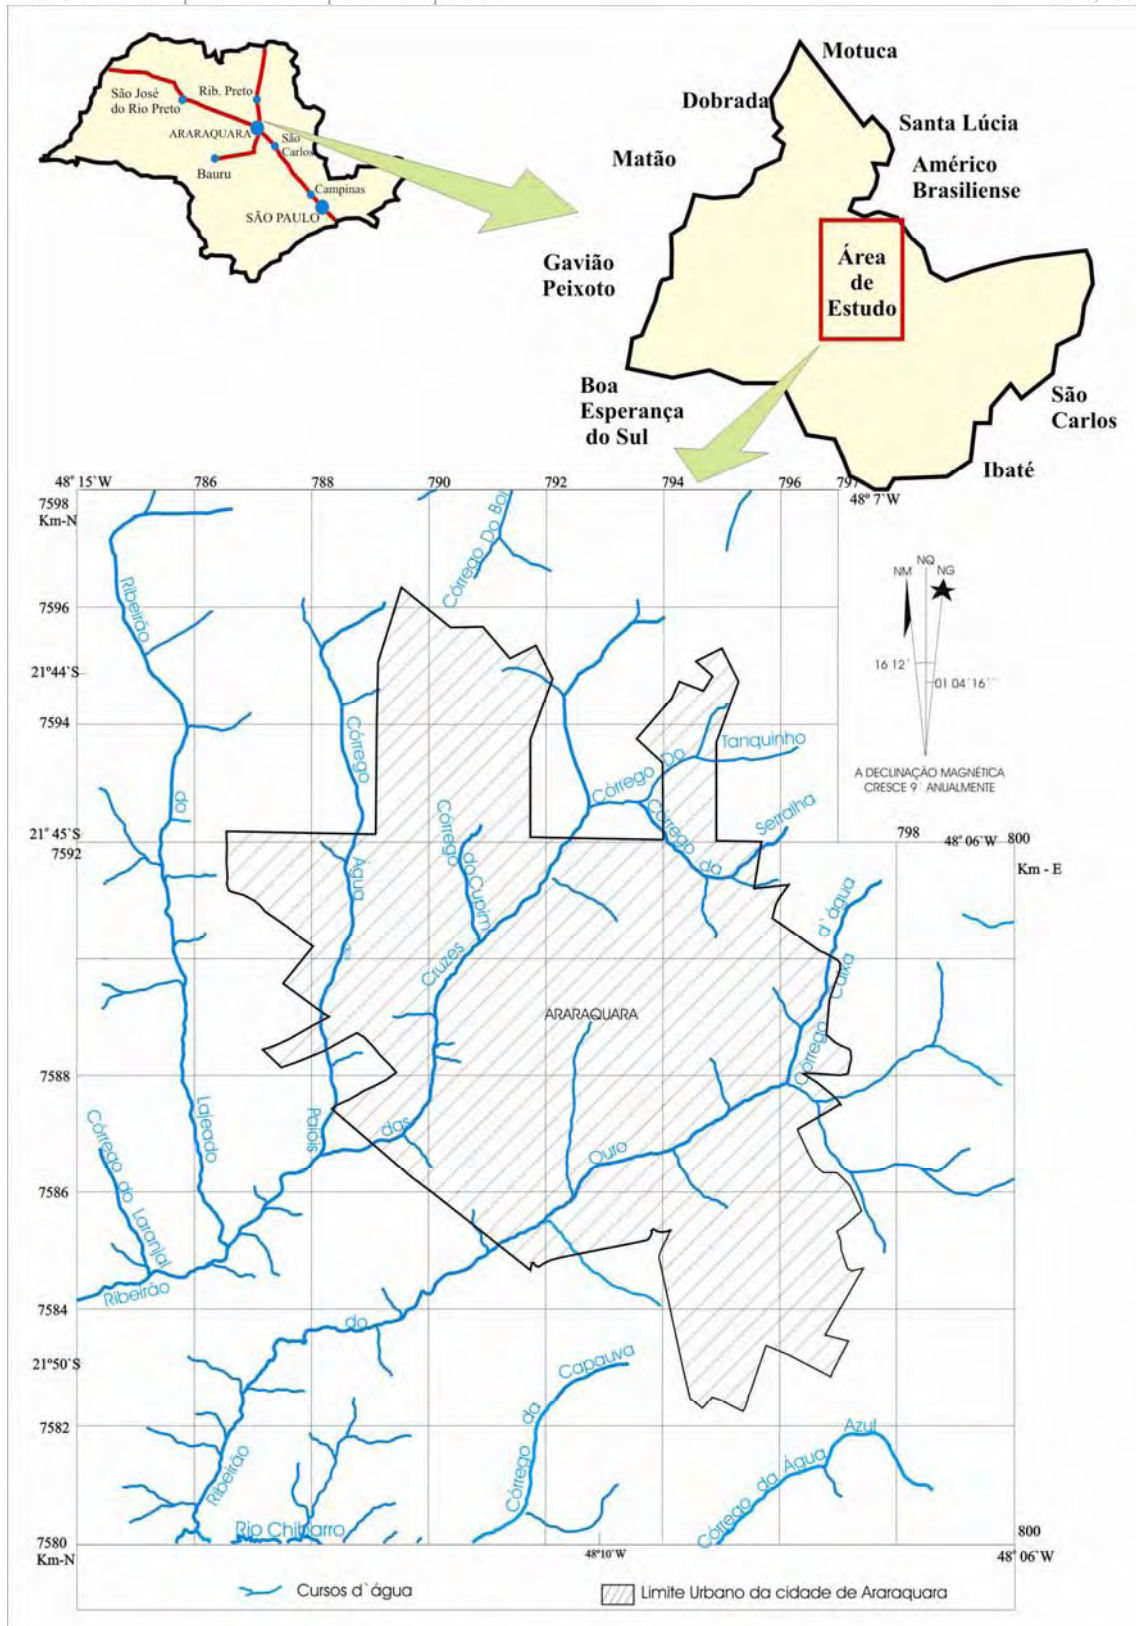 São José
do Rio Preto
Rib. Preto
ARARAQUARA
São
Carlos
Bauru
Campinas
SÃO PAULO
Motuca
Dobrada
Santa Lúcia
Matão
Américo
Brasiliense
Gavião
Peixoto
Área
de
Estudo
Boa
Esperança
do Sul
São
Carlos
Ibaté
48° 15`W
786
788
790
792
794
796
797
48º 7`W
7598
Km-N
Córrego Do Boi
Ribeirão
7596
NM
NQ
NG
16 12´
01 04´16´´
21º44`S
7594
Córrego
Córrego Do
Tanquinho
A DECLINAÇÃO MAGNÉTICA
CRESCE 9` ANUALMENTE
do
21° 45`S
7592
Córrego
do Cupim
Córrego da
Serralha
798
48° 06`W
800
Km - E
Água
d`água
Cruzes
Caixa
ARARAQUARA
Córrego
7588
Lajeado
Paióis
das
Córrego do Laranjal
Ouro
7586
Ribeirão
7584
do
21°50`S
Capauva
da
Córrego
7582
Azul
Córrego da Água
Ribeirão
Rio Chibarro
7580
Km-N
48°10`W
800
48° 06`W
Cursos d`água
Limite Urbano da cidade de Araraquara